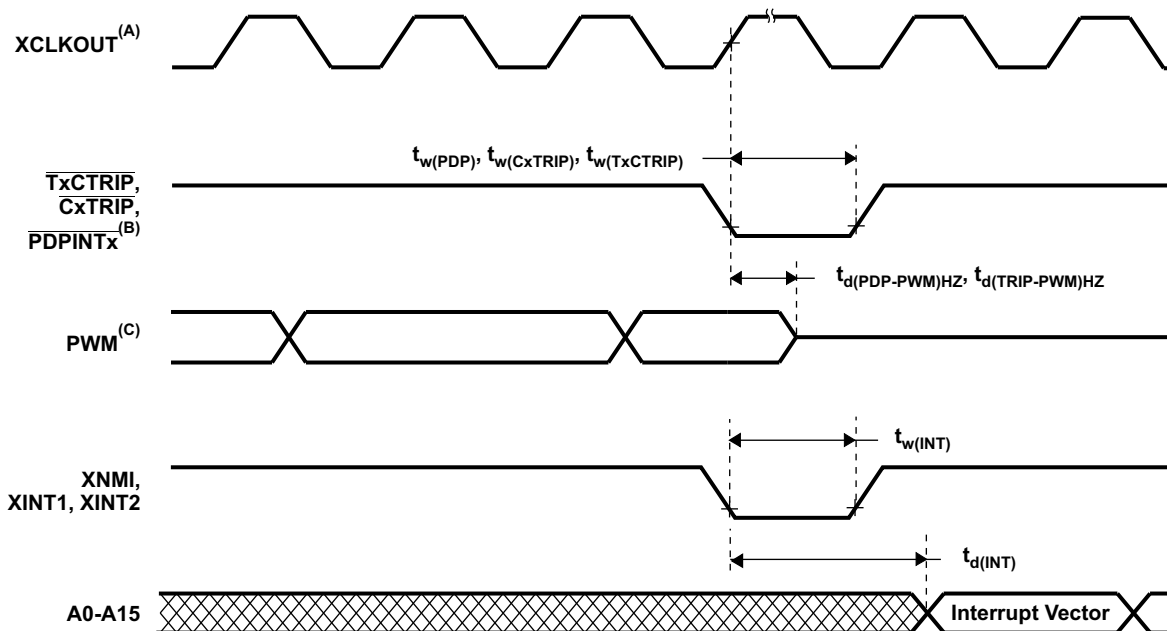 XCLKOUT(A)
tw(PDP), tw(CxTRIP), tw(TxCTRIP)
TxCTRIP,
CxTRIP,
PDPINTx(B)
td(PDP-PWM)HZ, td(TRIP-PWM)HZ
PWM(C)
tw(INT)
XNMI,
XINT1, XINT2
td(INT)
A0-A15
Interrupt Vector